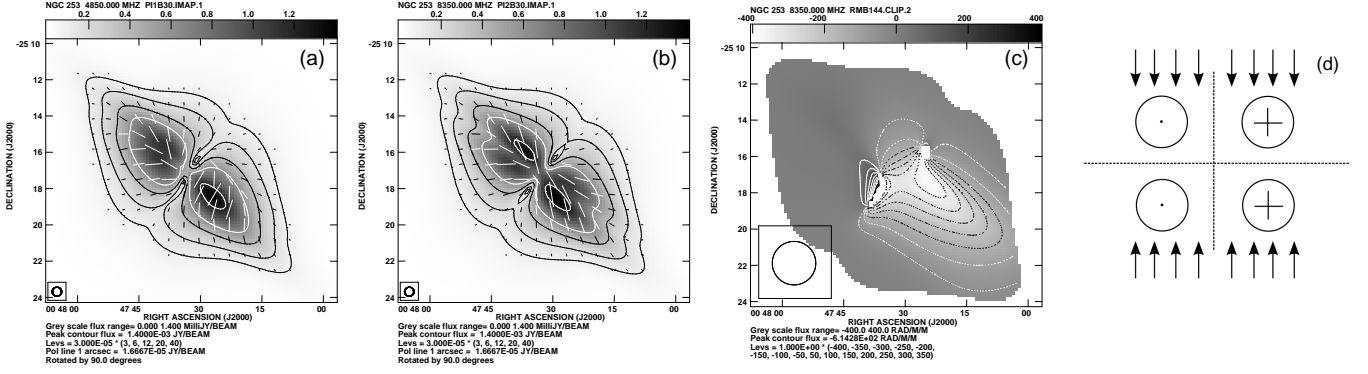 NGC 253 4850.000 MHZ PI1B30.IMAP.1
0.2 0.4 0.6 0.8 1.0 1.2
(a)
DECLINATION (J2000)
-25 10
12
14
16
18
20
22
24
00 48 00 47 45 30 15 00
RIGHT ASCENSION (J2000)
Grey scale flux range= 0.000 1.400 MilliJY/BEAM
Peak contour flux = 1.4000E-03 JY/BEAM
Levs = 3.000E-05 * (3, 6, 12, 20, 40)
Pol line 1 arcsec = 1.6667E-05 JY/BEAM
Rotated by 90.0 degrees
NGC 253 8350.000 MHZ PI2B30.IMAP.1
0.2 0.4 0.6 0.8 1.0 1.2
(b)
DECLINATION (J2000)
-25 10
12
14
16
18
20
22
24
00 48 00 47 45 30 15 00
RIGHT ASCENSION (J2000)
Grey scale flux range= 0.000 1.400 MilliJY/BEAM
Peak contour flux = 1.4000E-03 JY/BEAM
Levs = 3.000E-05 * (3, 6, 12, 20, 40)
Pol line 1 arcsec = 1.6667E-05 JY/BEAM
Rotated by 90.0 degrees
NGC 253 8350.000 MHZ RMB144.CLIP.2
-400 -200 0 200 400
(c)
DECLINATION (J2000)
-25 10
12
14
16
18
20
22
24
00 48 00 47 45 30 15 00
RIGHT ASCENSION (J2000)
Grey scale flux range= -400.0 400.0 RAD/M/M
Peak contour flux = -6.1428E+02 RAD/M/M
Levs = 1.000E+00 * (-400, -350, -300, -250, -200,
-150, -100, -50, 50, 100, 150, 200, 250, 300, 350)
(d)